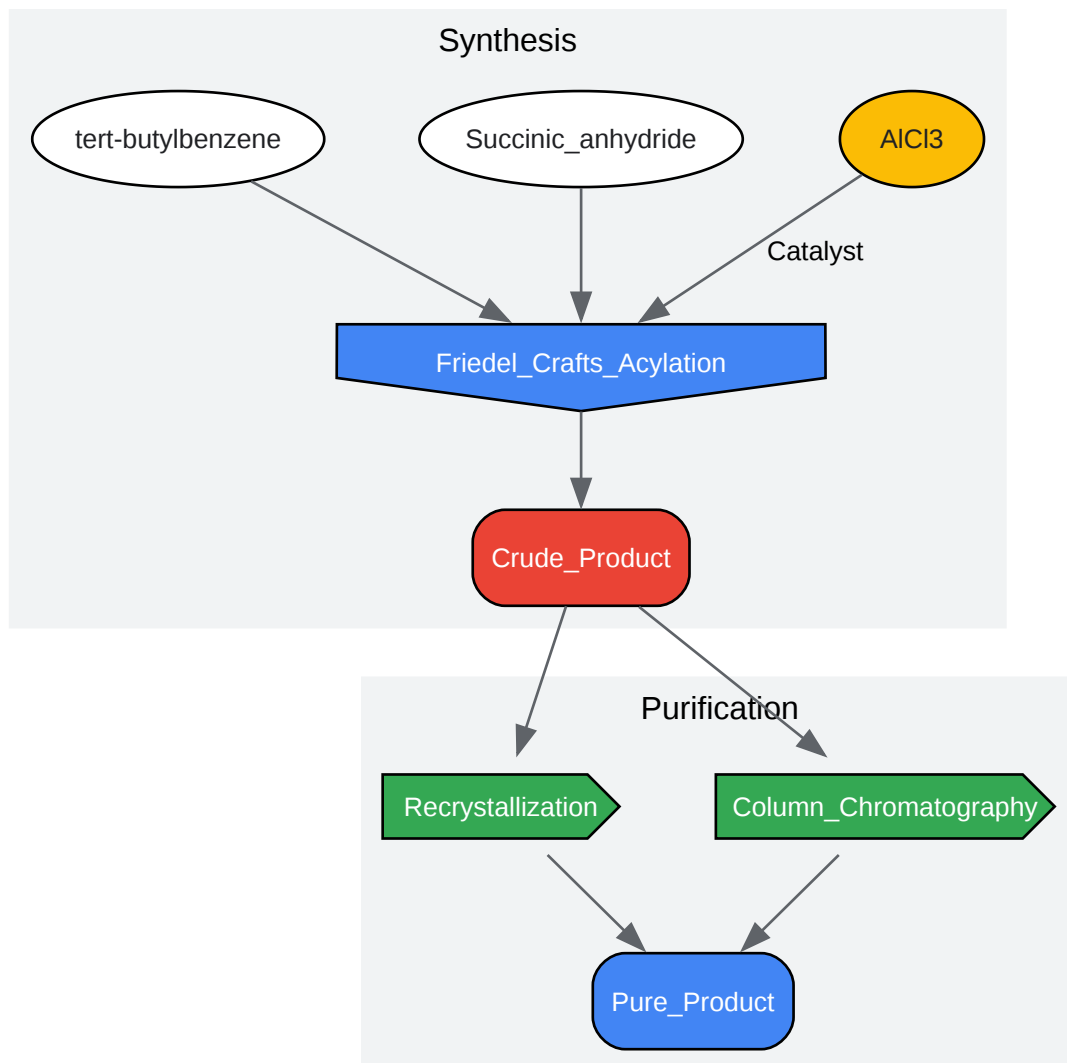 Synthesis
tert-butylbenzene
Succinic_anhydride
AlCl3
Catalyst
Friedel_Crafts_Acylation
Crude_Product
Purification
Recrystallization
Column_Chromatography
Pure_Product